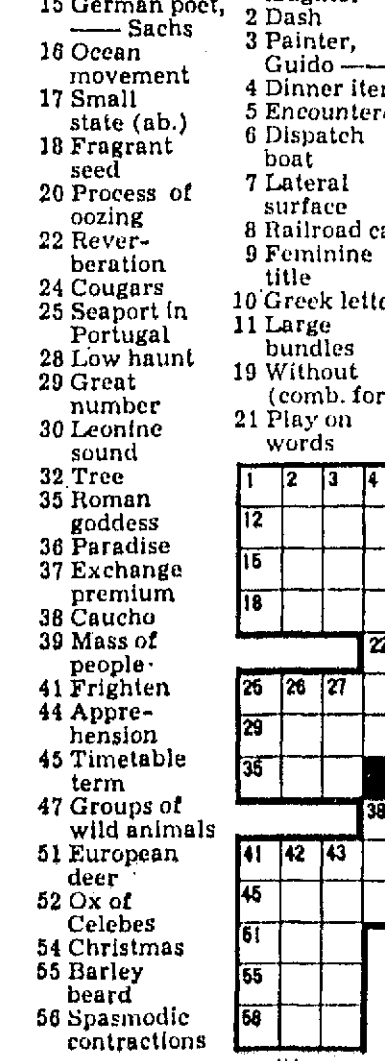 15 German poet,
—— Sachs
16 Ocean
movement
17 Small
state (ab.)
18 Fragrant
seed
20 Process of
oozing
22 Rever-
beration
24 Cougars
25 Seaport in
Portugal
28 Low haunt
29 Great
number
30 Leonine
sound
32 Tree
35 Roman
goddess
36 Paradise
37 Exchange
premium
38 Caucho
39 Mass of
people
41 Frighten
44 Appre-
hension
45 Timetable
term
47 Groups of
wild animals
51 European
deer
52 Ox of
Celebes
54 Christmas
55 Barley
beard
56 Spasmodic
contractions
2 Dash
3 Painter,
Guido ——
4 Dinner
5
6 Dispatch
boat
7 Lateral
surface
8 Railroad
9 Feminine
title
10 Greek
11 Large
bundles
19 Without
(comb.
21 Play on
words
1 2 3 4
12
15
18
22
25 26 27
29
35
38
41 42 43
45
51
55
58